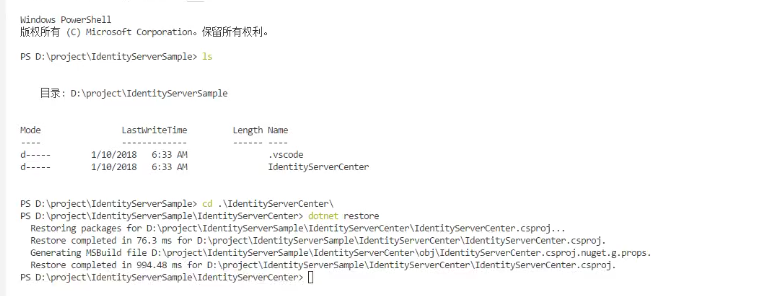 Windows PowerShell
版权所有 (C) Microsoft Corporation。保留所有权利。
PS D:\project\IdentityServerSample> ls
目录: D:\project\IdentityServerSample
Mode                LastWriteTime         Length Name
----                -------------         ------ ----
d-----        1/10/2018   6:33 AM                .vscode
d-----        1/10/2018   6:33 AM                IdentityServerCenter
PS D:\project\IdentityServerSample> cd .\IdentityServerCenter\
PS D:\project\IdentityServerSample\IdentityServerCenter> dotnet restore
Restoring packages for D:\project\IdentityServerSample\IdentityServerCenter\IdentityServerCenter.csproj...
Restore completed in 76.3 ms for D:\project\IdentityServerSample\IdentityServerCenter\IdentityServerCenter.csproj.
Generating MSBuild file D:\project\IdentityServerSample\IdentityServerCenter\obj\IdentityServerCenter.csproj.nuget.g.props.
Restore completed in 994.48 ms for D:\project\IdentityServerSample\IdentityServerCenter\IdentityServerCenter.csproj.
PS D:\project\IdentityServerSample\IdentityServerCenter>